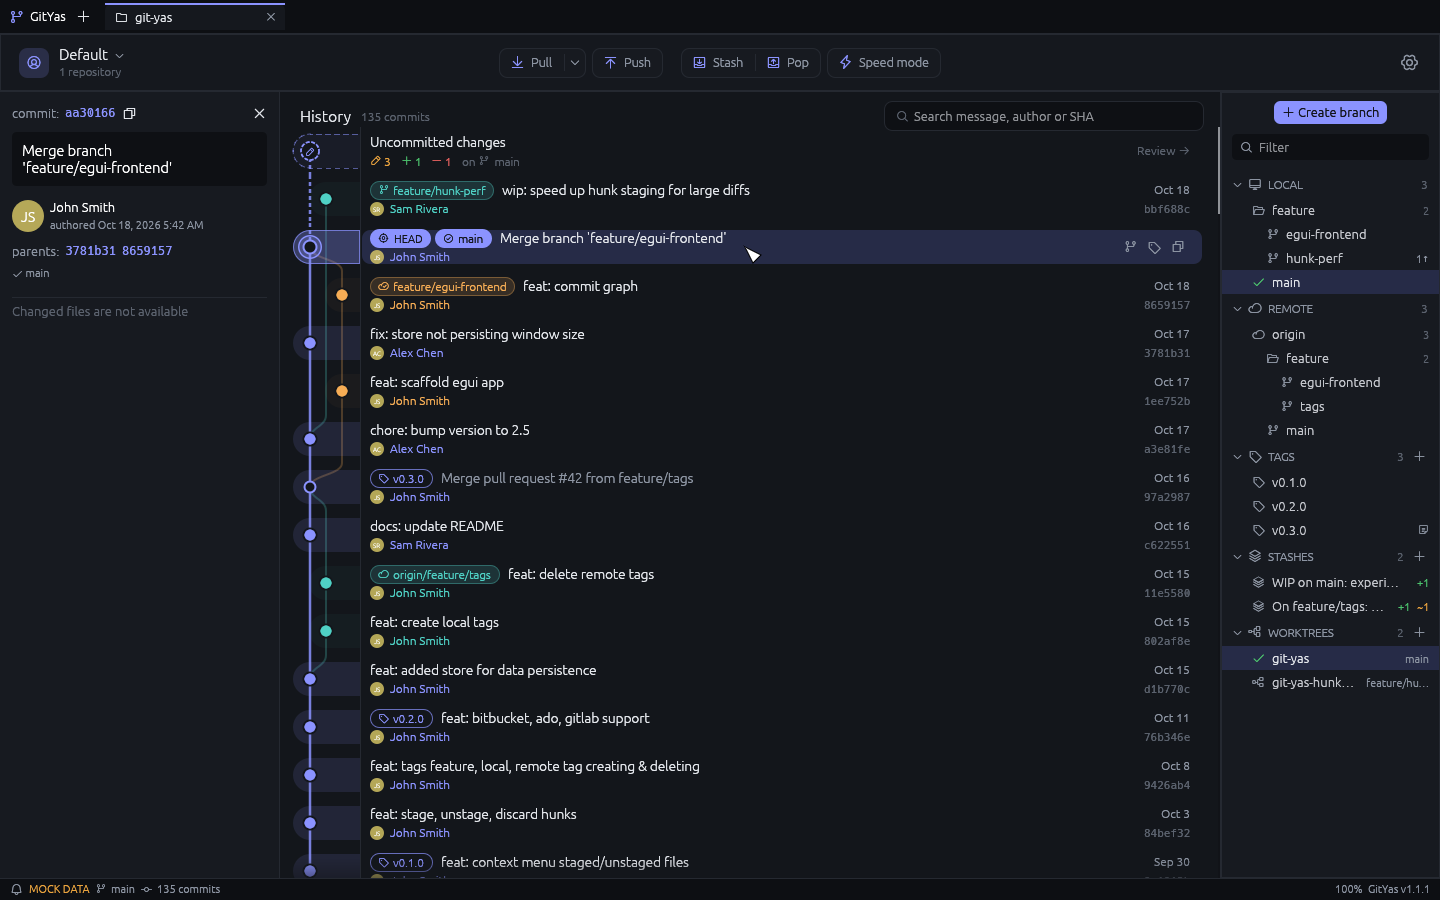 GitYas
git-yas
Default
1 repository
Pull
Push
Stash
Pop
Speed mode
commit: aa30166
Merge branch
'feature/egui-frontend'
JS
John Smith
authored Oct 18, 2026 5:42 AM
parents: 3781b31 8659157
main
Changed files are not available
History 135 commits
Search message, author or SHA
Uncommitted changes
3 +1 −1 on main
Review →
feature/hunk-perf wip: speed up hunk staging for large diffs Oct 18
SR Sam Rivera bbf688c
HEAD main Merge branch 'feature/egui-frontend'
JS John Smith
feature/egui-frontend feat: commit graph Oct 18
JS John Smith 8659157
fix: store not persisting window size Oct 17
AC Alex Chen 3781b31
feat: scaffold egui app Oct 17
JS John Smith 1ee752b
chore: bump version to 2.5 Oct 17
AC Alex Chen a3e81fe
v0.3.0 Merge pull request #42 from feature/tags Oct 16
JS John Smith 97a2987
docs: update README Oct 16
SR Sam Rivera c622551
origin/feature/tags feat: delete remote tags Oct 15
JS John Smith 11e5580
feat: create local tags Oct 15
JS John Smith 802af8e
feat: added store for data persistence Oct 15
JS John Smith d1b770c
v0.2.0 feat: bitbucket, ado, gitlab support Oct 11
JS John Smith 76b346e
feat: tags feature, local, remote tag creating & deleting Oct 8
JS John Smith 9426ab4
feat: stage, unstage, discard hunks Oct 3
JS John Smith 84bef32
v0.1.0 feat: context menu staged/unstaged files Sep 30
+ Create branch
Filter
LOCAL 3
feature 2
egui-frontend
hunk-perf 1↑
main
REMOTE 3
origin 3
feature 2
egui-frontend
tags
main
TAGS 3 +
v0.1.0
v0.2.0
v0.3.0
STASHES 2 +
WIP on main: experi... +1
On feature/tags: ... +1 ~1
WORKTREES 2 +
git-yas main
git-yas-hunk... feature/hu...
MOCK DATA main 135 commits
100% GitYas v1.1.1